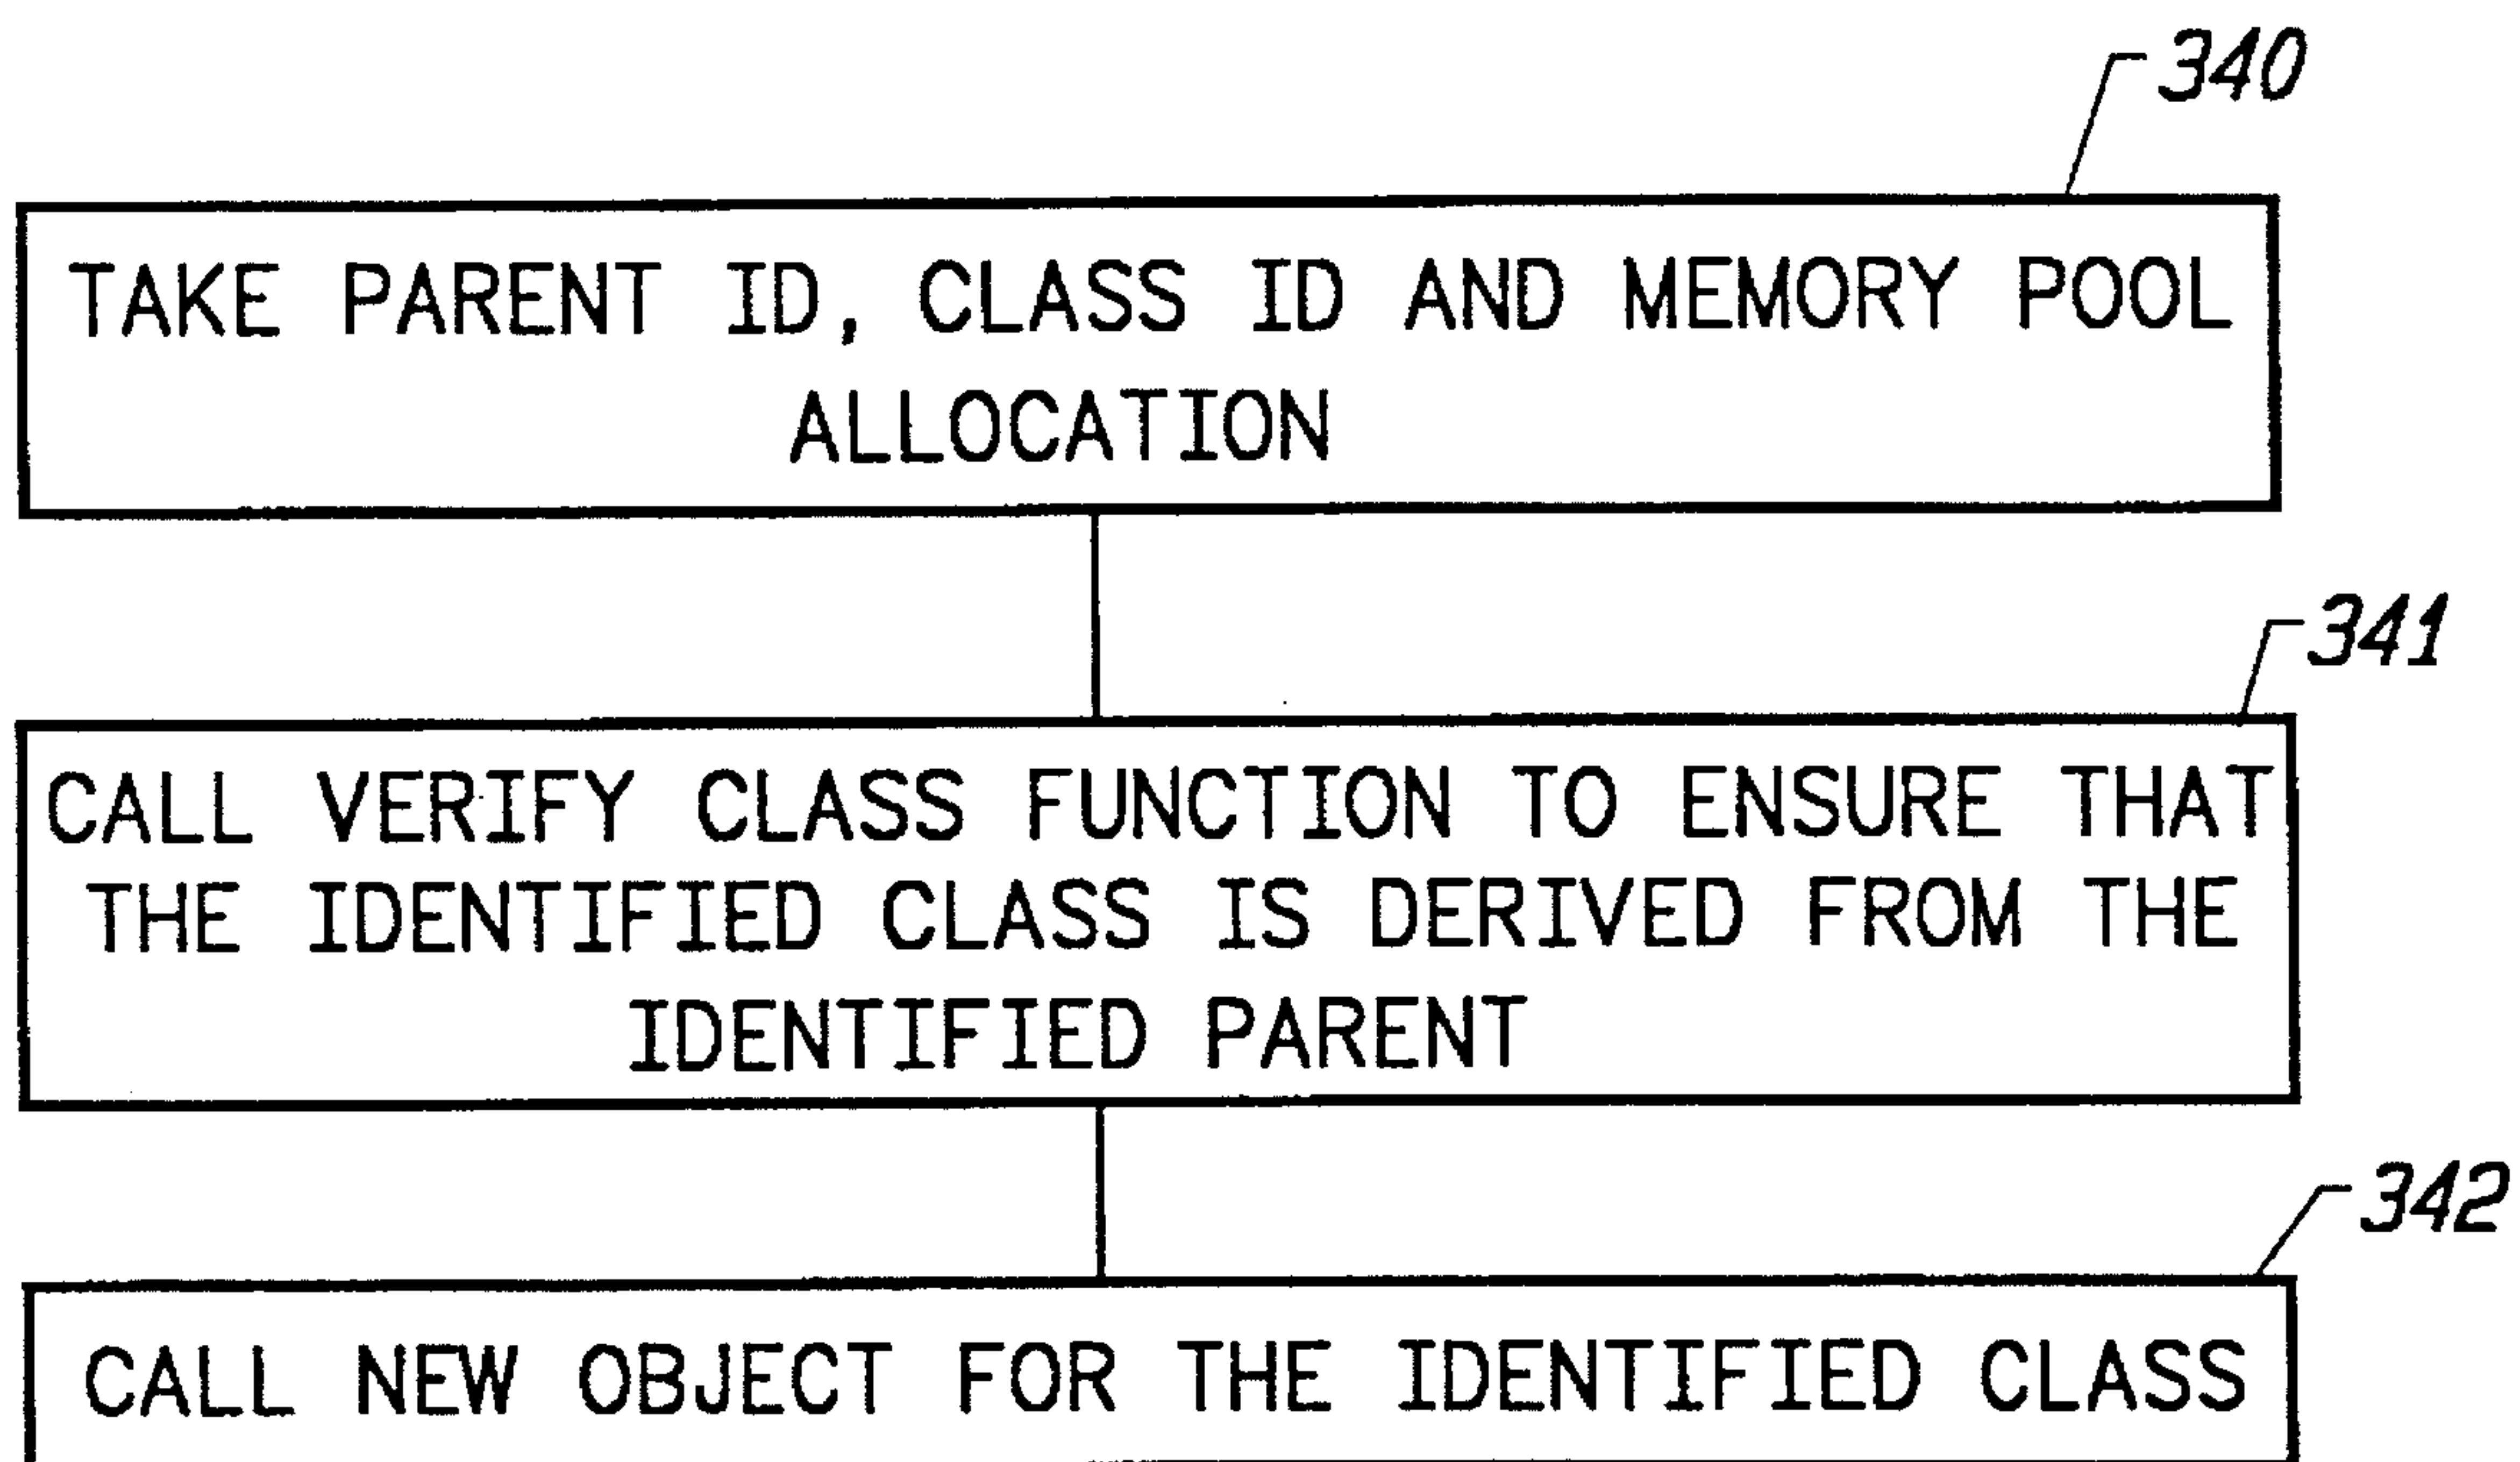 340
TAKE PARENT ID, CLASS ID AND MEMORY POOL
ALLOCATION
341
CALL VERIFY CLASS FUNCTION TO ENSURE THAT
THE IDENTIFIED CLASS IS DERIVED FROM THE
IDENTIFIED PARENT
342
CALL NEW OBJECT FOR THE IDENTIFIED CLASS